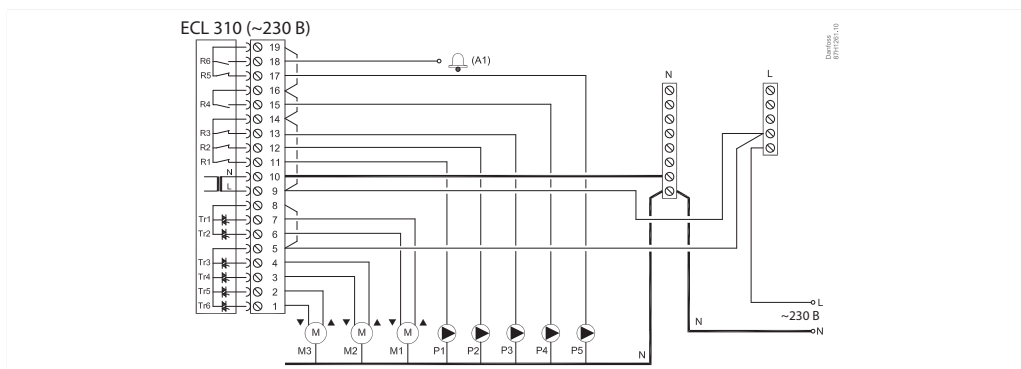 ECL 310 (~230 В)
Danfoss
87H1261.10
19
R6 18 (A1)
R5 17
N L
16
R4 15
14
R3 13
R2 12
R1 11
N 10
L 9
8
Tr1 7
Tr2 6
5
Tr3 4
Tr4 3
Tr5 2
Tr6 1
L
~230 В
N N
M M M
M3 M2 M1 P1 P2 P3 P4 P5 N